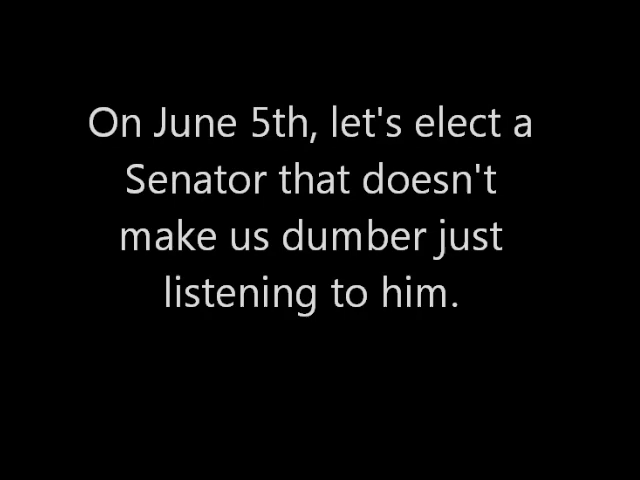 On June 5th, let's elect a
Senator that doesn't
make us dumber just
listening to him.